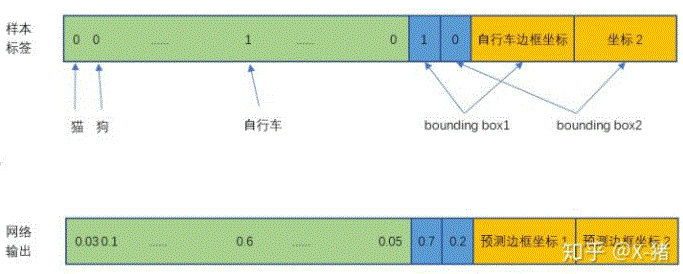 样本
标签
0 0 ...... 1 ...... 0 1 0 自行车边框坐标 坐标 2
猫 狗 自行车 bounding box1 bounding box2
网络
输出
0.03 0.1 ...... 0.6 ...... 0.05 0.7 0.2 预测边框坐标 1 预测边框坐标 2
知乎 @X-猪